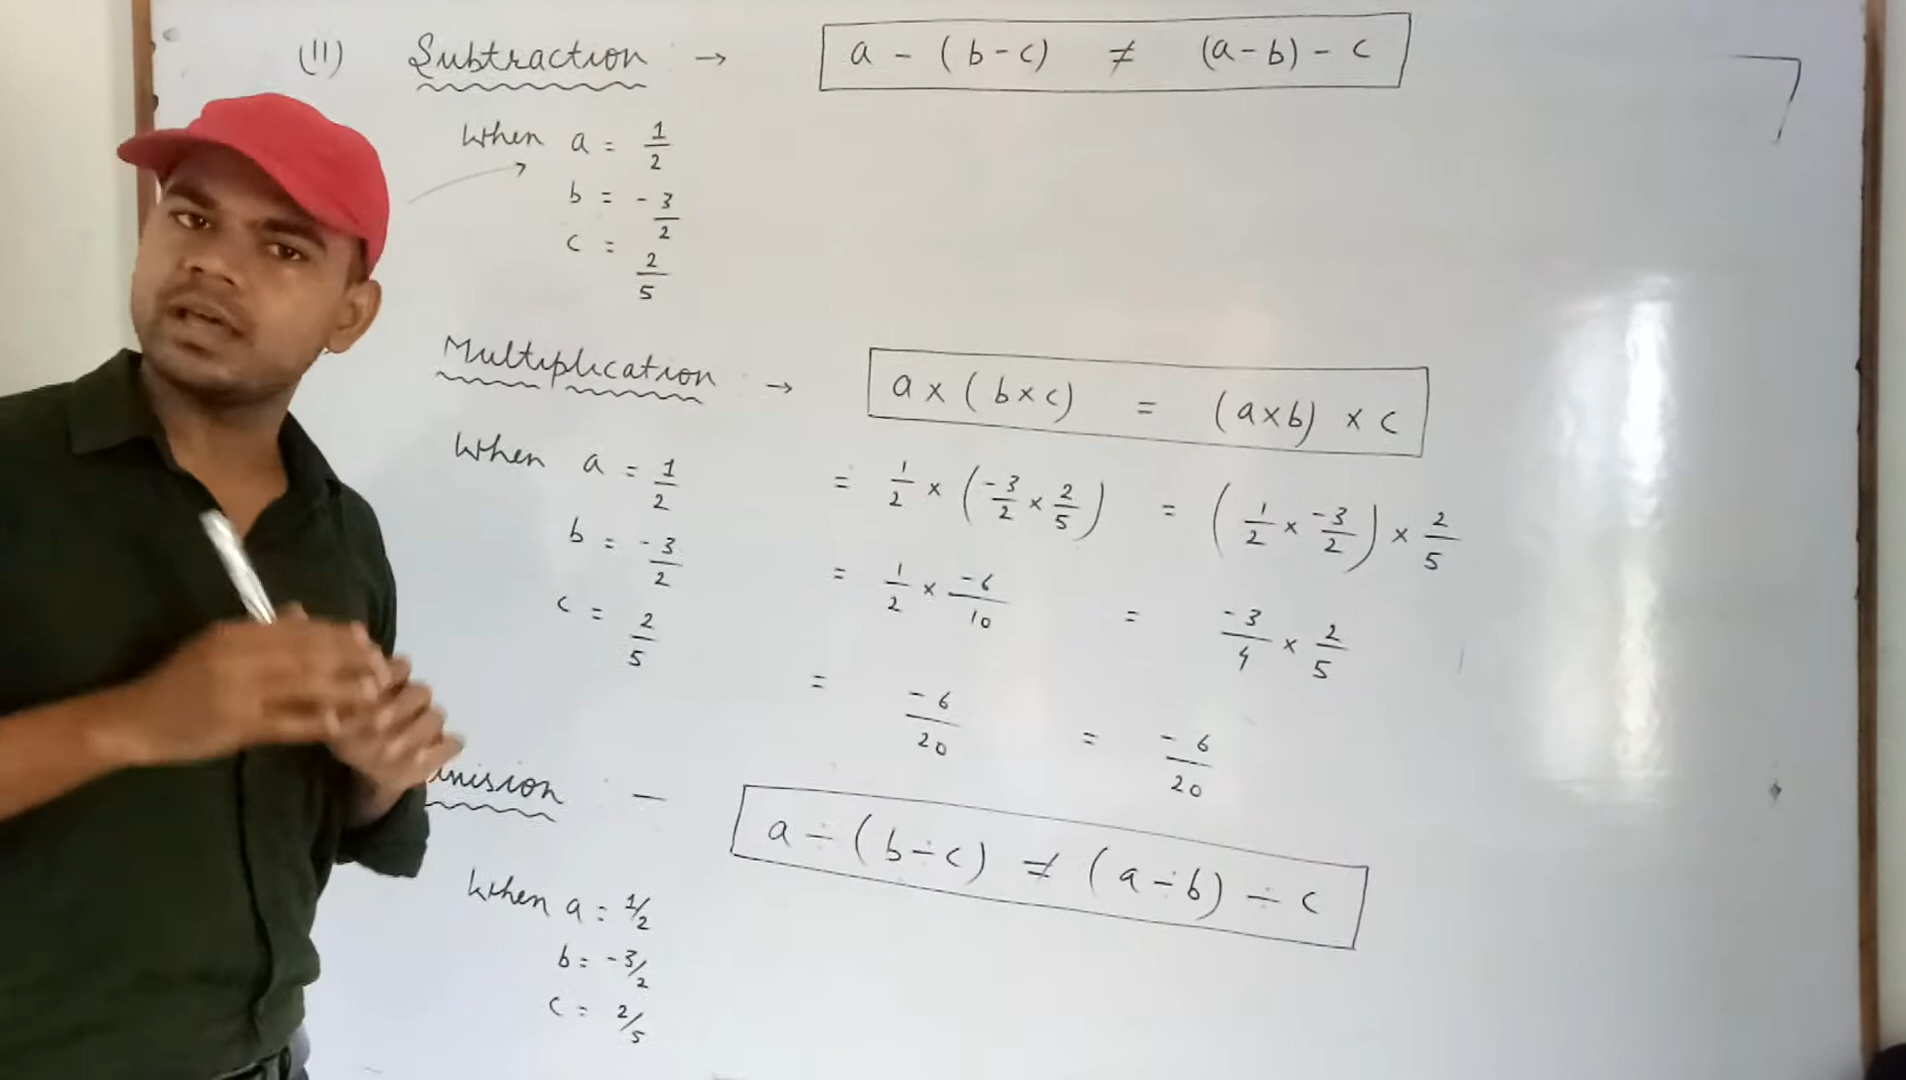 (II) Subtraction → a - (b - c) ≠ (a - b) - c
When a = 1/2
b = -3/2
c = 2/5
Multiplication → a × (b × c) = (a × b) × c
When a = 1/2
b = -3/2
c = 2/5
= 1/2 × (-3/2 × 2/5) = (1/2 × -3/2) × 2/5
= 1/2 × -6/10 = -3/4 × 2/5
= -6/20 = -6/20
a ÷ (b ÷ c) ≠ (a ÷ b) ÷ c
When a = 1/2
b = -3/2
c = 2/5